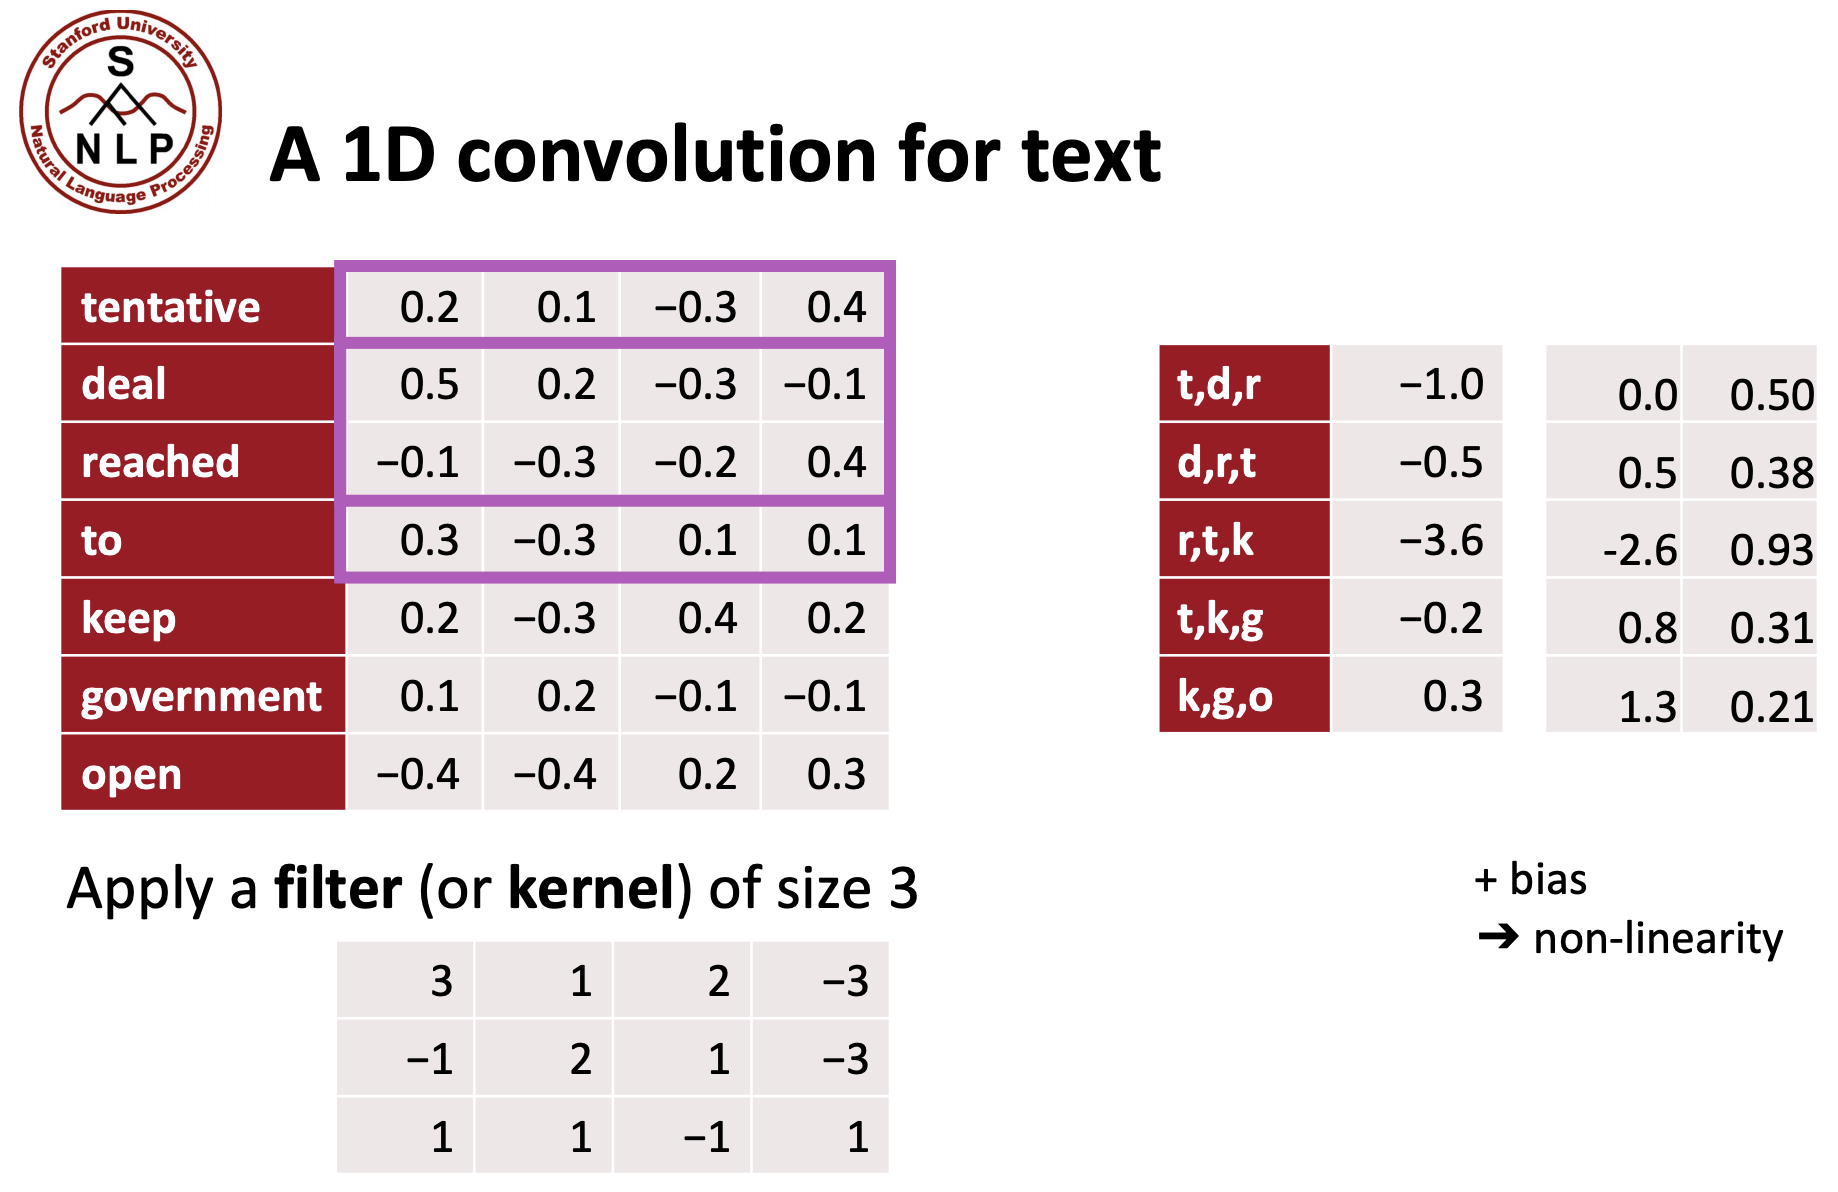 Stanford University
S
N L P
Natural Language Processing
A 1D convolution for text
tentative 0.2 0.1 −0.3 0.4
deal 0.5 0.2 −0.3 −0.1
reached −0.1 −0.3 −0.2 0.4
to 0.3 −0.3 0.1 0.1
keep 0.2 −0.3 0.4 0.2
government 0.1 0.2 −0.1 −0.1
open −0.4 −0.4 0.2 0.3
t,d,r −1.0 0.0 0.50
d,r,t −0.5 0.5 0.38
r,t,k −3.6 -2.6 0.93
t,k,g −0.2 0.8 0.31
k,g,o 0.3 1.3 0.21
Apply a filter (or kernel) of size 3
3 1 2 −3
−1 2 1 −3
1 1 −1 1
+ bias
➔ non-linearity